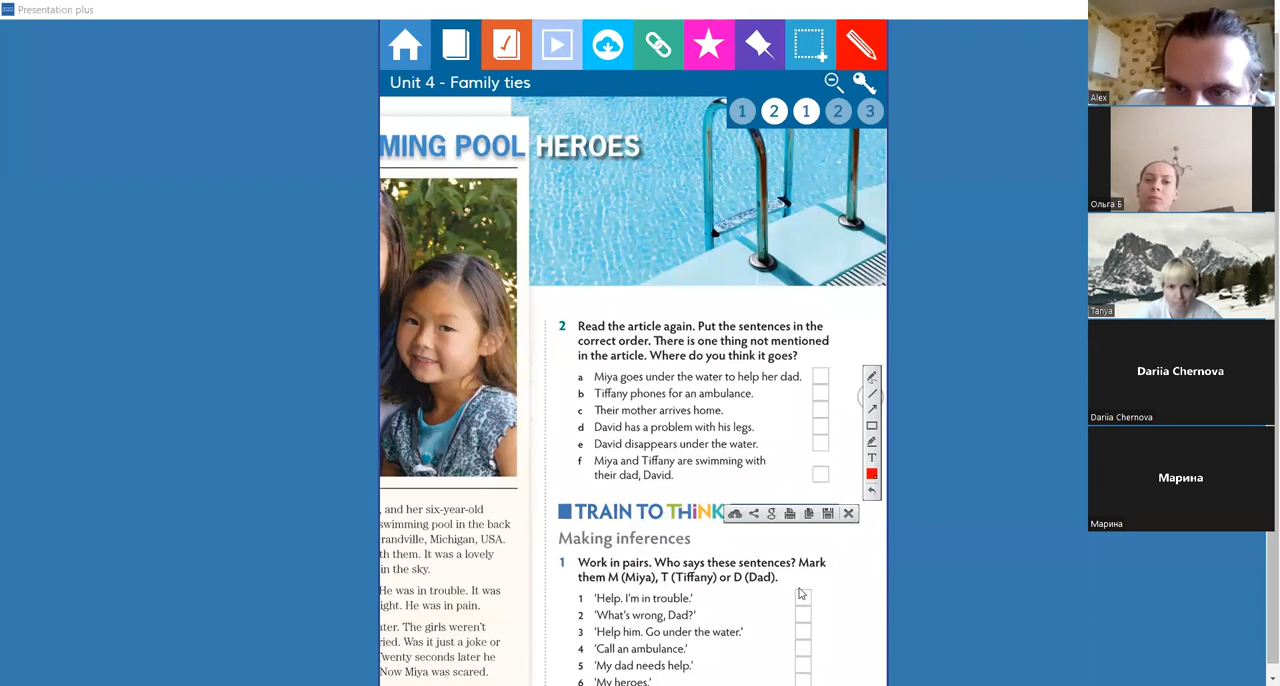 Presentation plus
Unit 4 - Family ties
1 2 1 2 3
MING POOL HEROES
, and her six-year-old
swimming pool in the back
randville, Michigan, USA.
th them. It was a lovely
in the sky.
He was in trouble. It was
ight. He was in pain.
ater. The girls weren't
ried. Was it just a joke or
Twenty seconds later he
Now Miya was scared.
2 Read the article again. Put the sentences in the
correct order. There is one thing not mentioned
in the article. Where do you think it goes?
a Miya goes under the water to help her dad.
b Tiffany phones for an ambulance.
c Their mother arrives home.
d David has a problem with his legs.
e David disappears under the water.
f Miya and Tiffany are swimming with
their dad, David.
TRAIN TO THiNK
Making inferences
1 Work in pairs. Who says these sentences? Mark
them M (Miya), T (Tiffany) or D (Dad).
1 'Help. I'm in trouble.'
2 'What's wrong, Dad?'
3 'Help him. Go under the water.'
4 'Call an ambulance.'
5 'My dad needs help.'
6 'My heroes.'
T
Alex
Ольга Б
Tanya
Dariia Chernova
Dariia Chernova
Марина
Марина